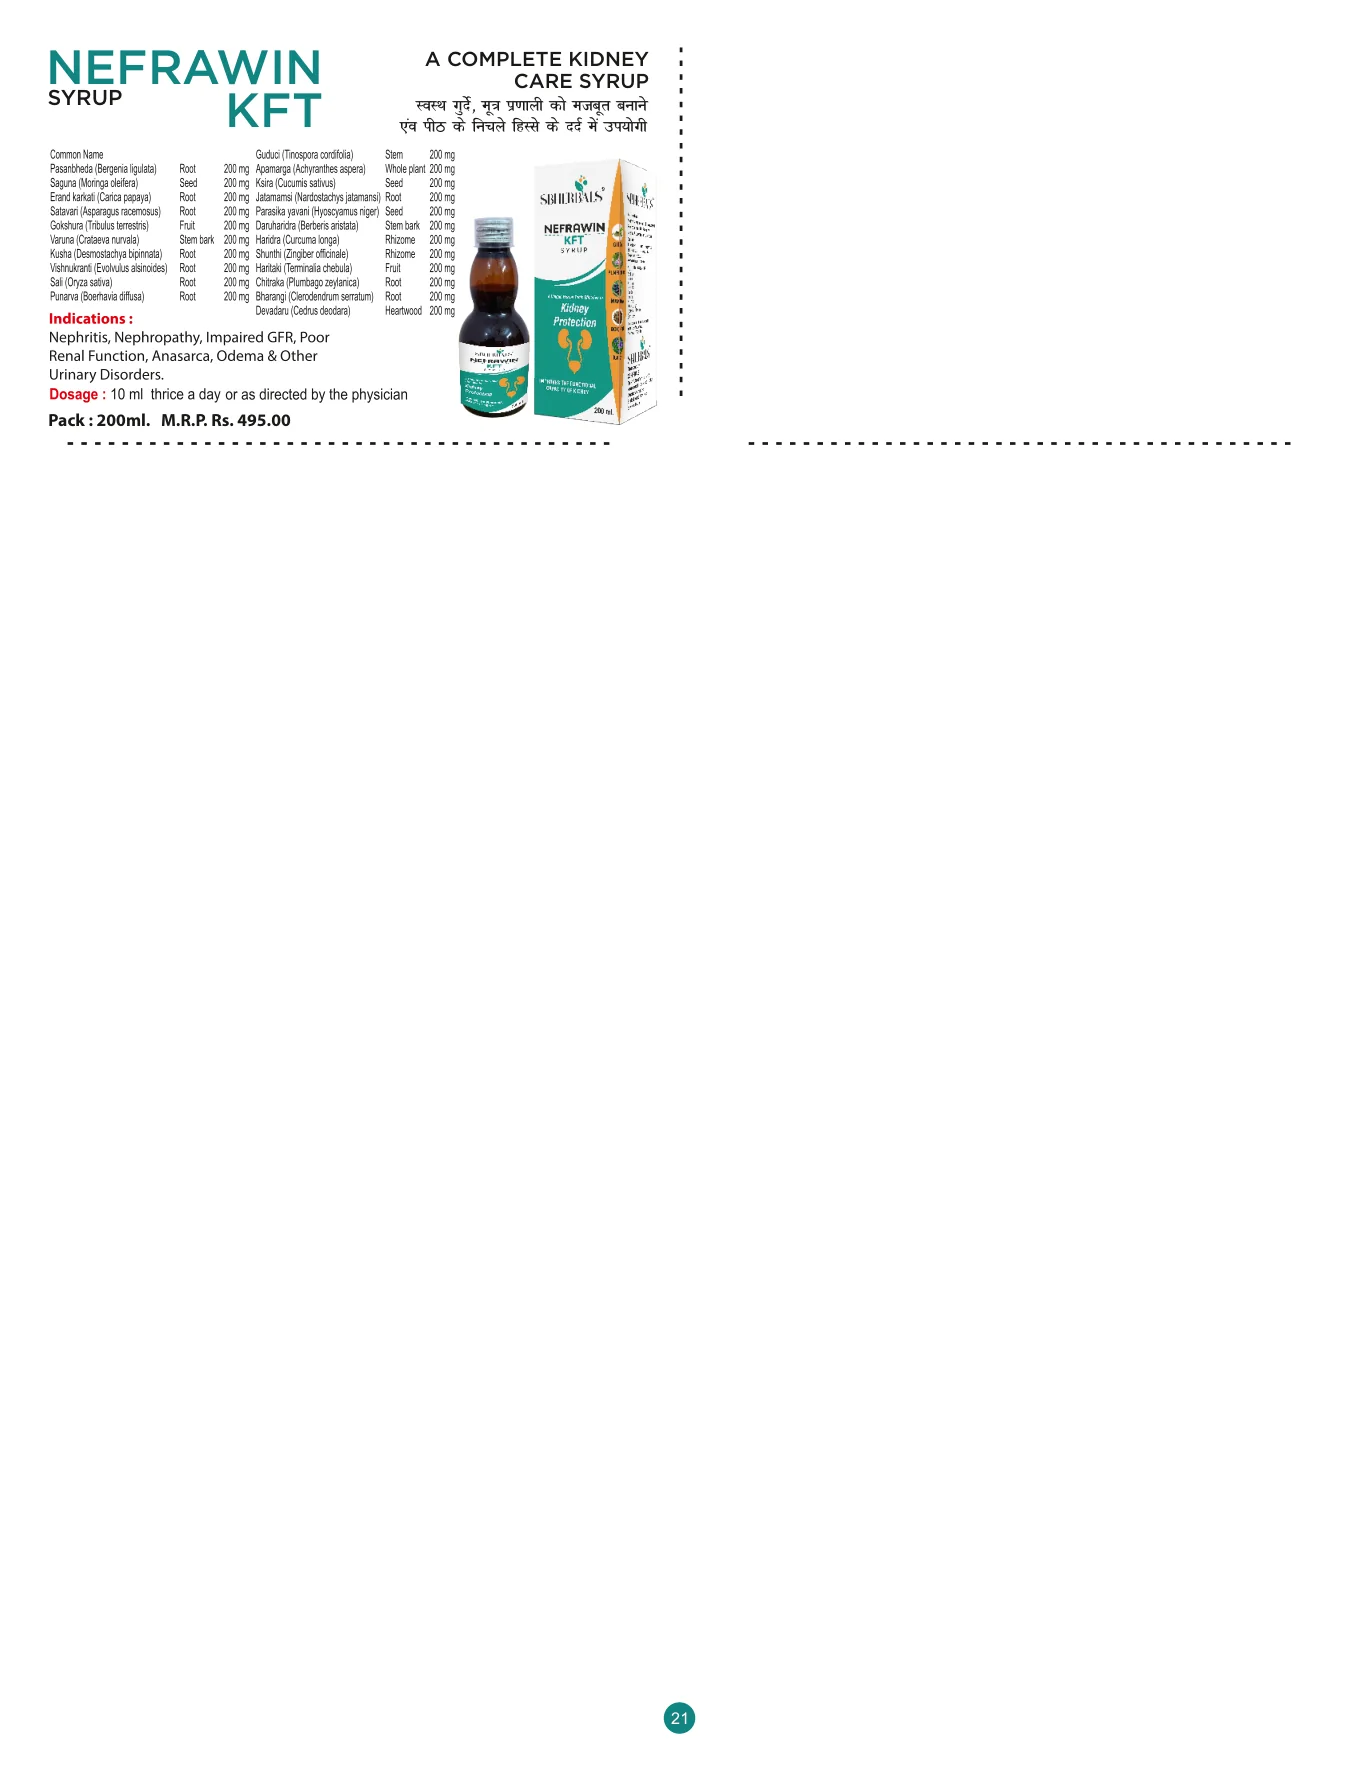 NEFRAWIN
SYRUP
KFT
A COMPLETE KIDNEY
CARE SYRUP
स्वस्थ गुर्दे, मूत्र प्रणाली को मजबूत बनाने
एंव पीठ के निचले हिस्से के दर्द में उपयोगी
Common Name
Pasanbheda (Bergenia ligulata) Root 200 mg
Saguna (Moringa oleifera) Seed 200 mg
Erand karkati (Carica papaya) Root 200 mg
Satavari (Asparagus racemosus) Root 200 mg
Gokshura (Tribulus terrestris) Fruit 200 mg
Varuna (Crataeva nurvala) Stem bark 200 mg
Kusha (Desmostachya bipinnata) Root 200 mg
Vishnukranti (Evolvulus alsinoides) Root 200 mg
Sali (Oryza sativa) Root 200 mg
Punarva (Boerhavia diffusa) Root 200 mg
Guduci (Tinospora cordifolia) Stem 200 mg
Apamarga (Achyranthes aspera) Whole plant 200 mg
Ksira (Cucumis sativus) Seed 200 mg
Jatamamsi (Nardostachys jatamansi) Root 200 mg
Parasika yavani (Hyoscyamus niger) Seed 200 mg
Daruharidra (Berberis aristata) Stem bark 200 mg
Haridra (Curcuma longa) Rhizome 200 mg
Shunthi (Zingiber officinale) Rhizome 200 mg
Haritaki (Terminalia chebula) Fruit 200 mg
Chitraka (Plumbago zeylanica) Root 200 mg
Bharangi (Clerodendrum serratum) Root 200 mg
Devadaru (Cedrus deodara) Heartwood 200 mg
Indications :
Nephritis, Nephropathy, Impaired GFR, Poor
Renal Function, Anasarca, Odema & Other
Urinary Disorders.
Dosage : 10 ml thrice a day or as directed by the physician
Pack : 200ml. M.R.P. Rs. 495.00
SBHERBALS
NEFRAWIN
KFT
SYRUP
Kidney
Protection
200 ml.
SBHERBALS
SBHERBALS
SBHERBALS
NEFRAWIN
KFT
21